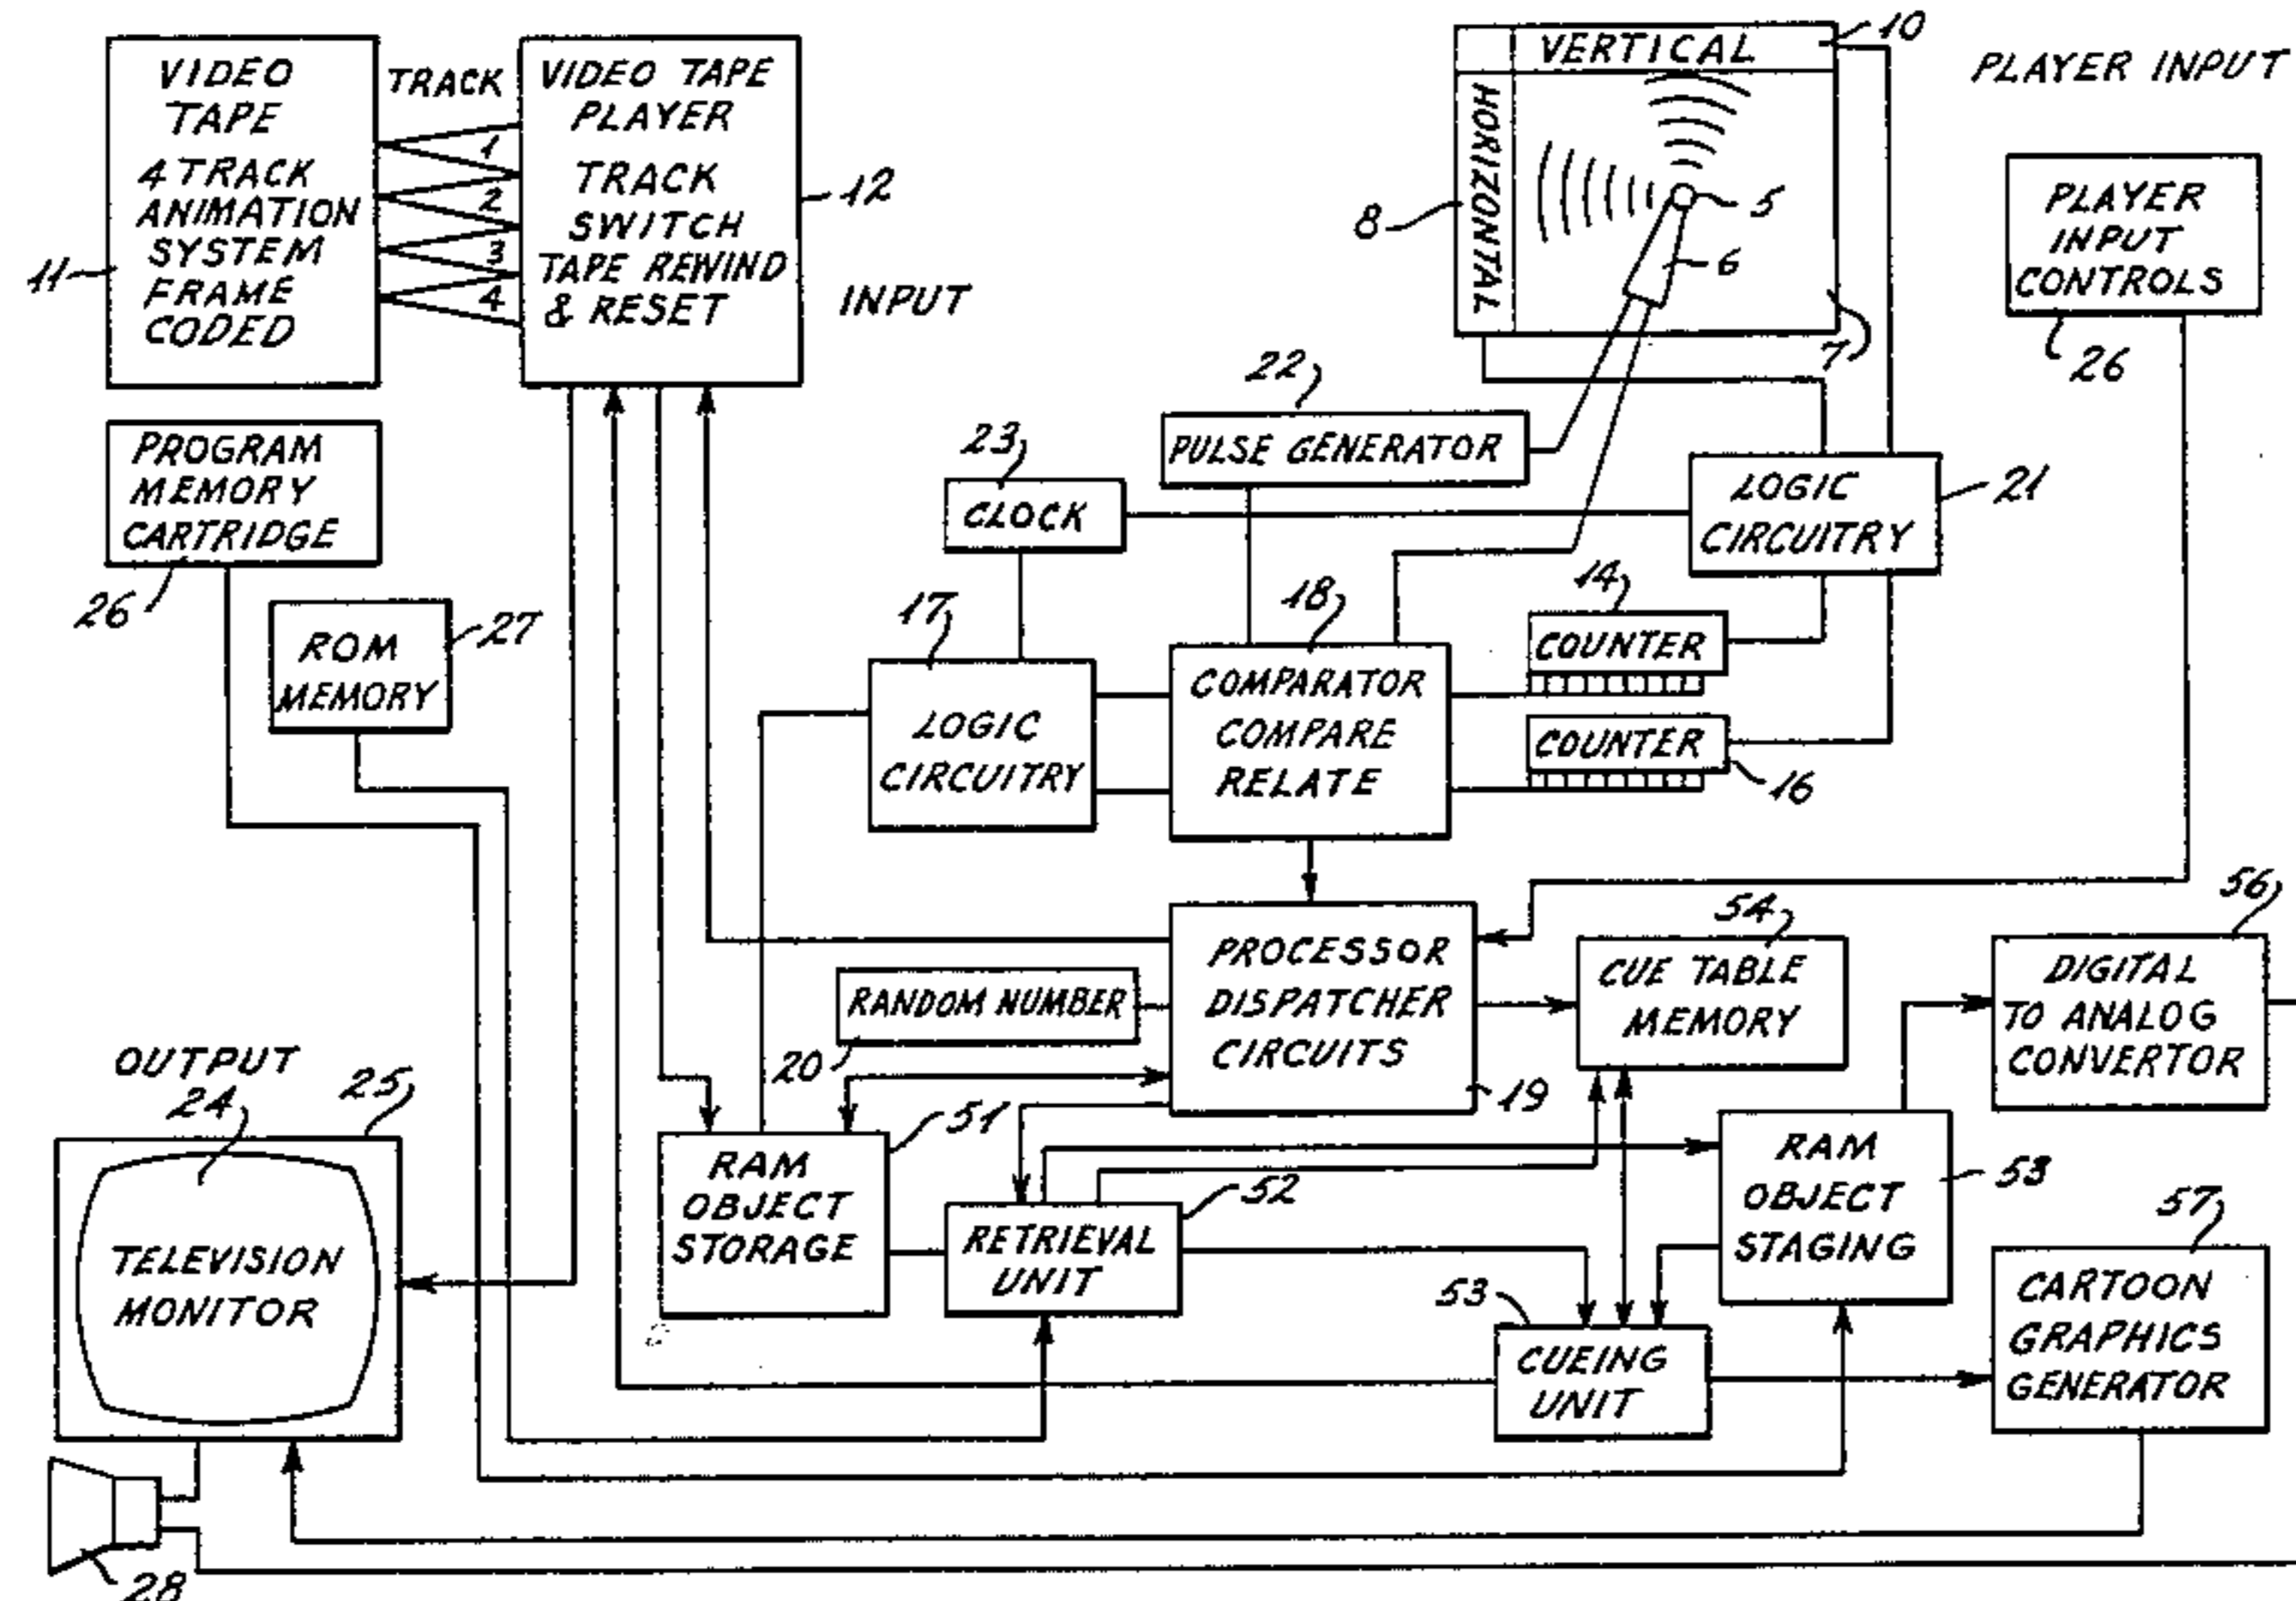 VIDEO
TAPE
4 TRACK
ANIMATION
SYSTEM
FRAME
CODED
11
TRACK
1
2
3
4
VIDEO TAPE
PLAYER
TRACK
SWITCH
TAPE REWIND
& RESET
12
INPUT
VERTICAL
10
HORIZONTAL
8
5
6
7
PLAYER INPUT
PLAYER
INPUT
CONTROLS
26
PROGRAM
MEMORY
CARTRIDGE
26
ROM
MEMORY
27
22
PULSE GENERATOR
23
CLOCK
LOGIC
CIRCUITRY
21
17
LOGIC
CIRCUITRY
18
COMPARATOR
COMPARE
RELATE
14
COUNTER
COUNTER
16
PROCESSOR
DISPATCHER
CIRCUITS
19
RANDOM NUMBER
20
54
CUE TABLE
MEMORY
56
DIGITAL
TO ANALOG
CONVERTOR
OUTPUT
24
25
TELEVISION
MONITOR
28
51
RAM
OBJECT
STORAGE
52
RETRIEVAL
UNIT
RAM
OBJECT
STAGING
53
53
CUEING
UNIT
57
CARTOON
GRAPHICS
GENERATOR